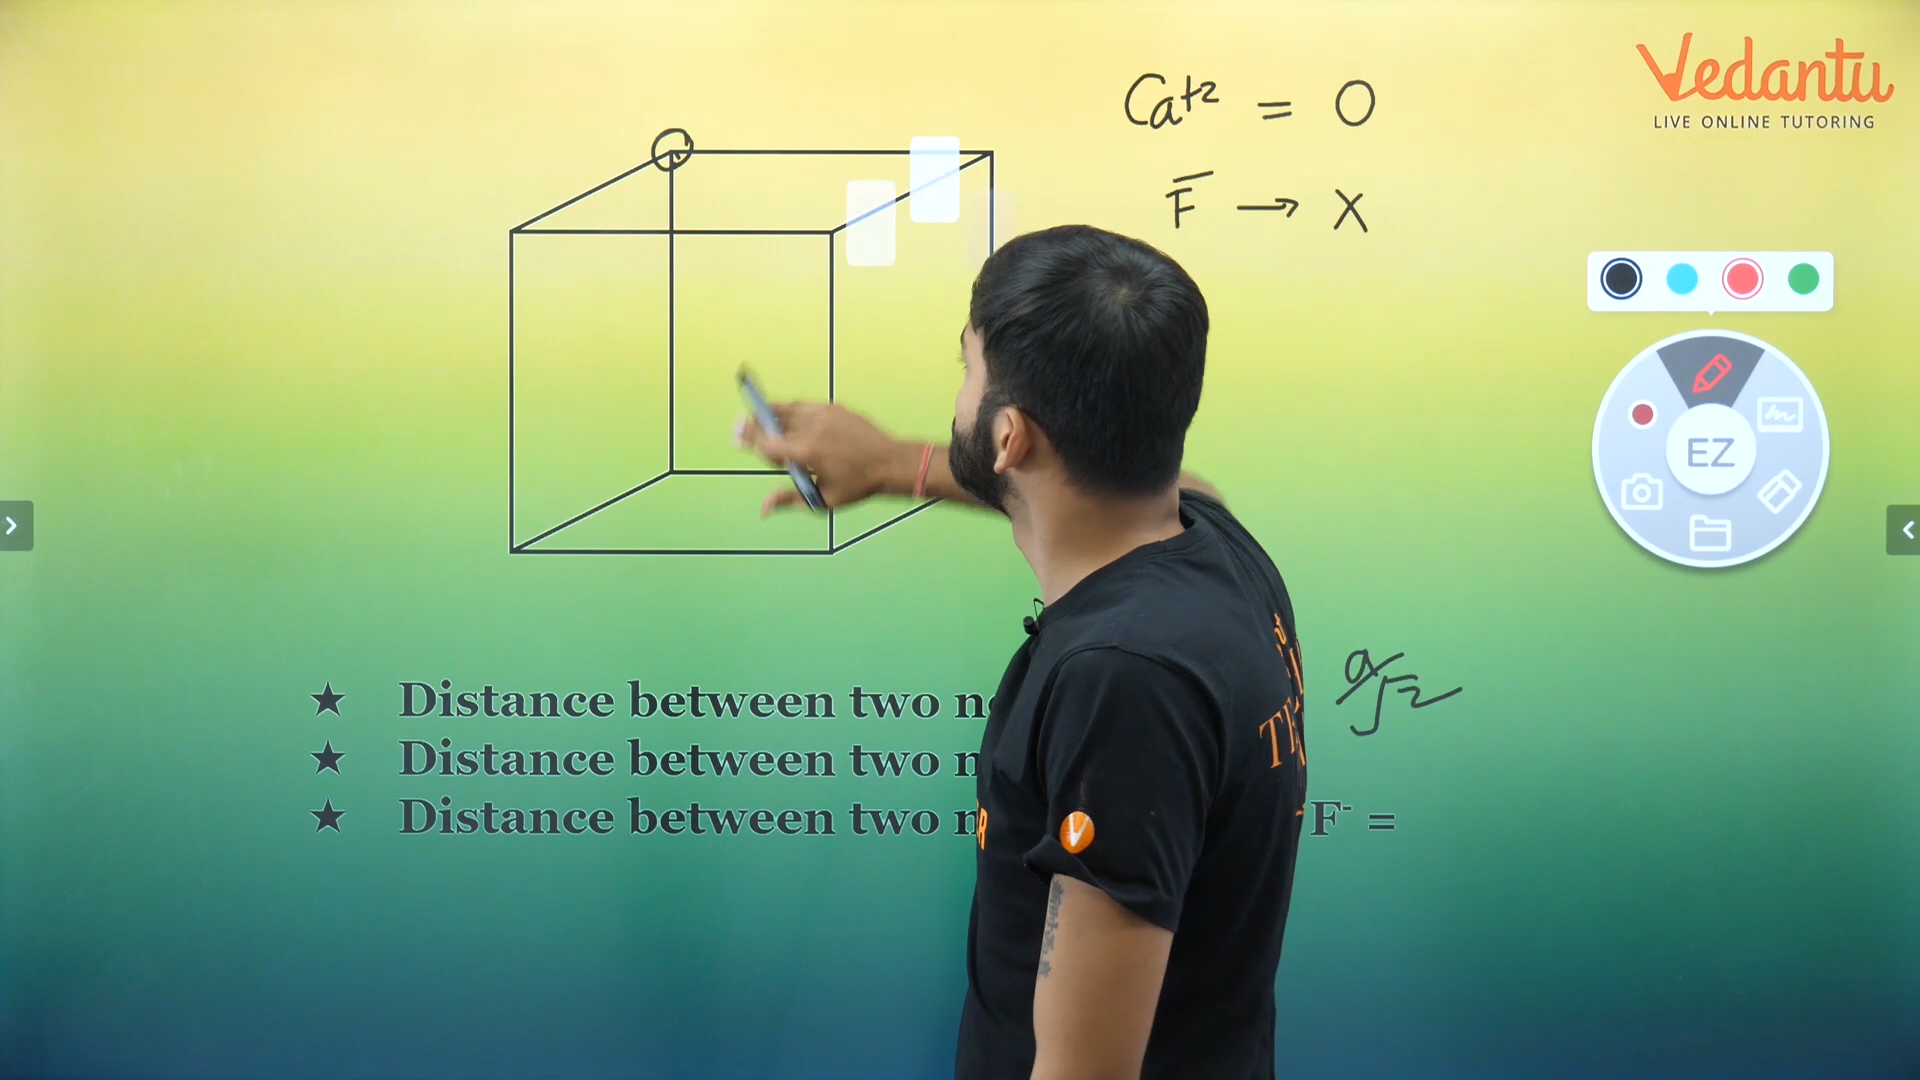 Vedantu
LIVE ONLINE TUTORING
Ca+2 = O
F̅ → X
EZ
a/√2
★ Distance between two
★ Distance between two
★ Distance between two F⁻ =
V